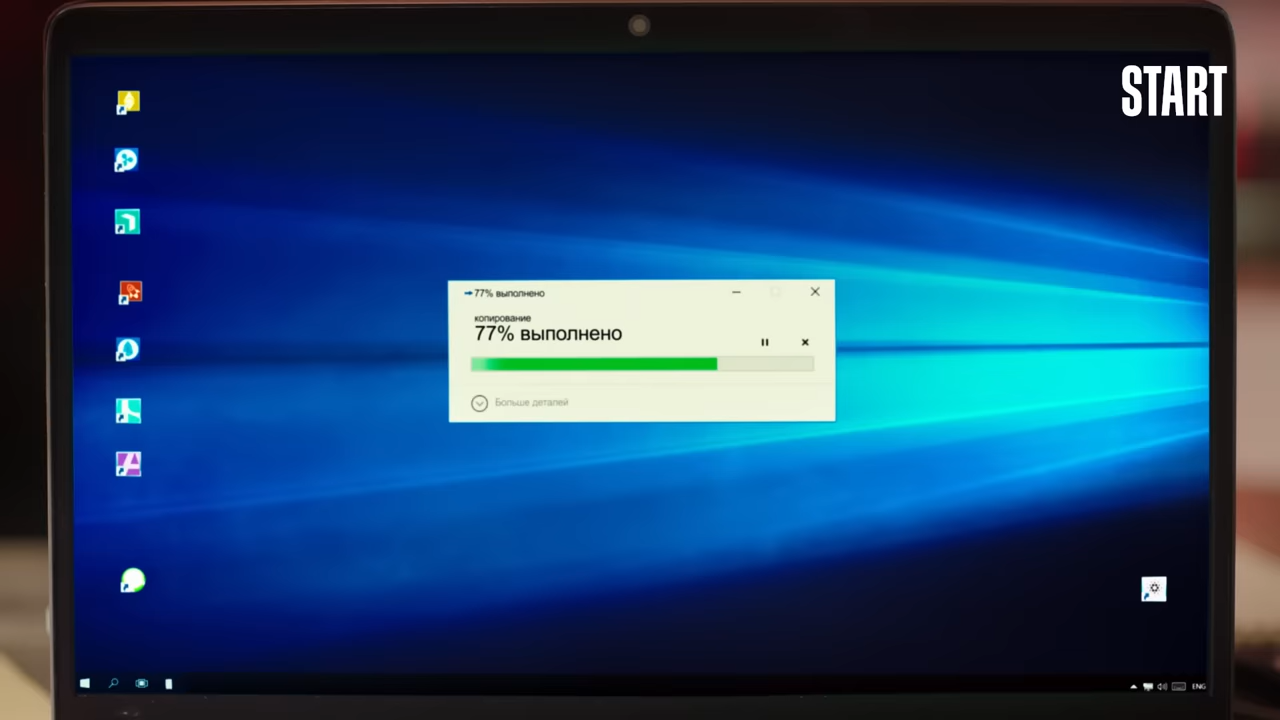 START
77% выполнено
копирование
77% выполнено
Больше деталей
ENG